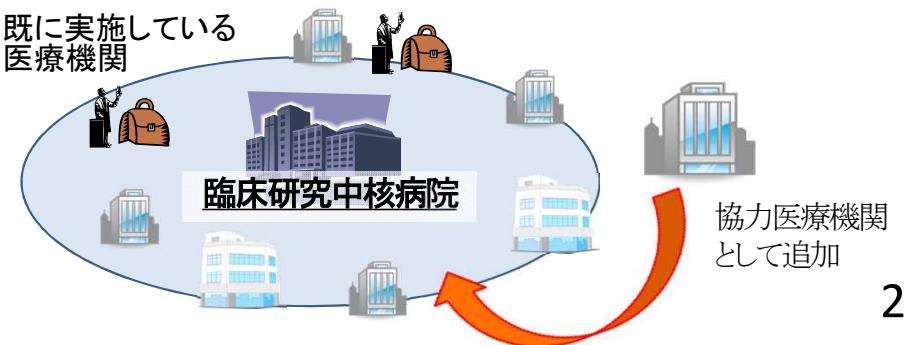 既に実施している
医療機関
臨床研究中核病院
協力医療機関
として追加
2